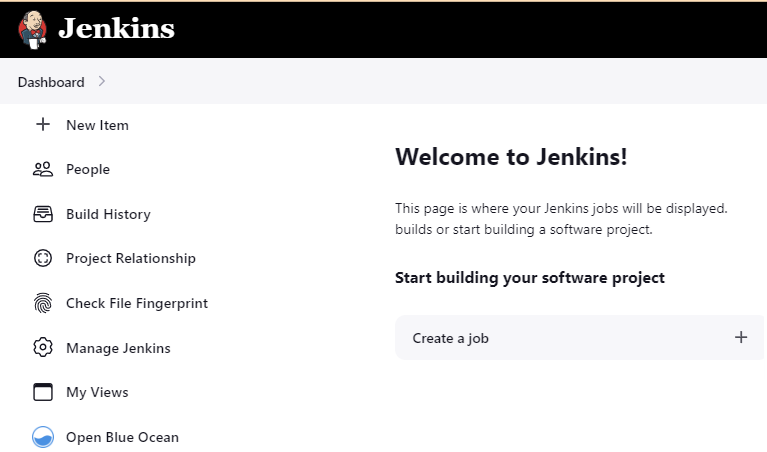 Jenkins
Dashboard
New Item
People
Build History
Project Relationship
Check File Fingerprint
Manage Jenkins
My Views
Open Blue Ocean
Welcome to Jenkins!
This page is where your Jenkins jobs will be displayed.
builds or start building a software project.
Start building your software project
Create a job